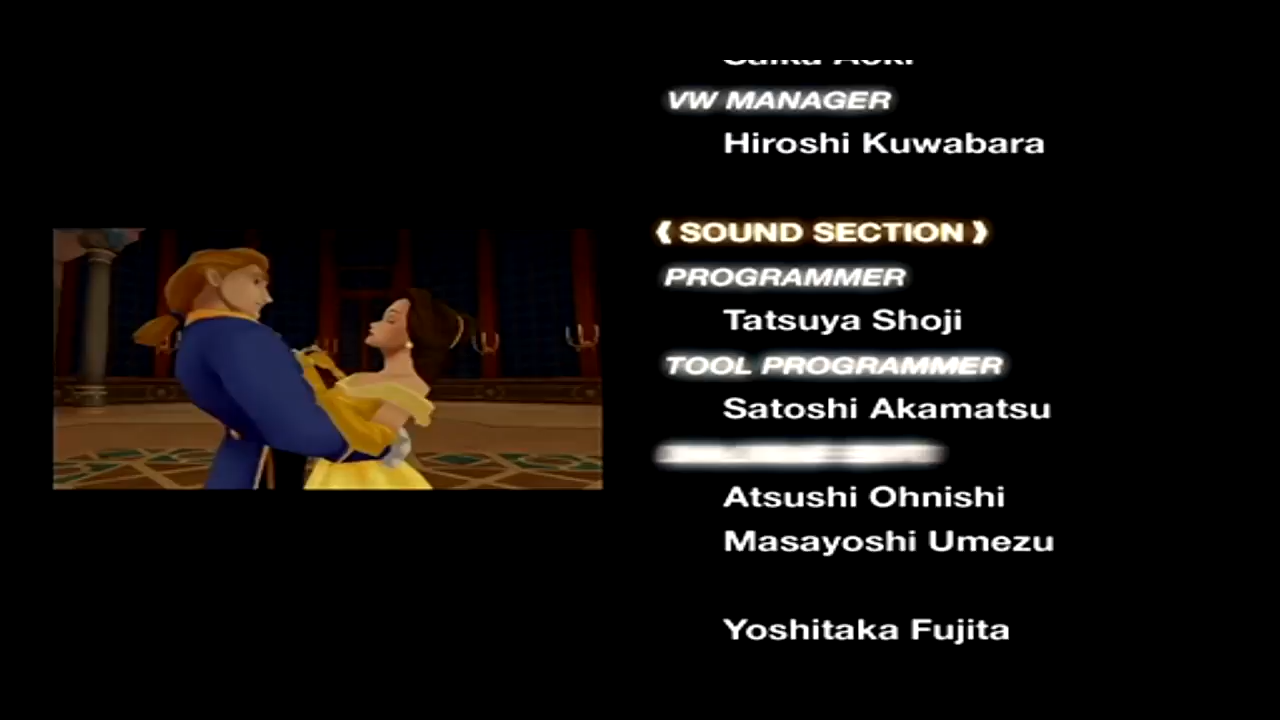 VW MANAGER
Hiroshi Kuwabara
《 SOUND SECTION 》
PROGRAMMER
Tatsuya Shoji
TOOL PROGRAMMER
Satoshi Akamatsu
Atsushi Ohnishi
Masayoshi Umezu
Yoshitaka Fujita